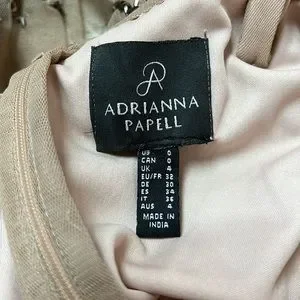 ADRIANNA
PAPELL
US 0
CAN 0
UK 4
EU/FR 32
DE 30
ES 34
IT 36
AUS 4
MADE IN
INDIA